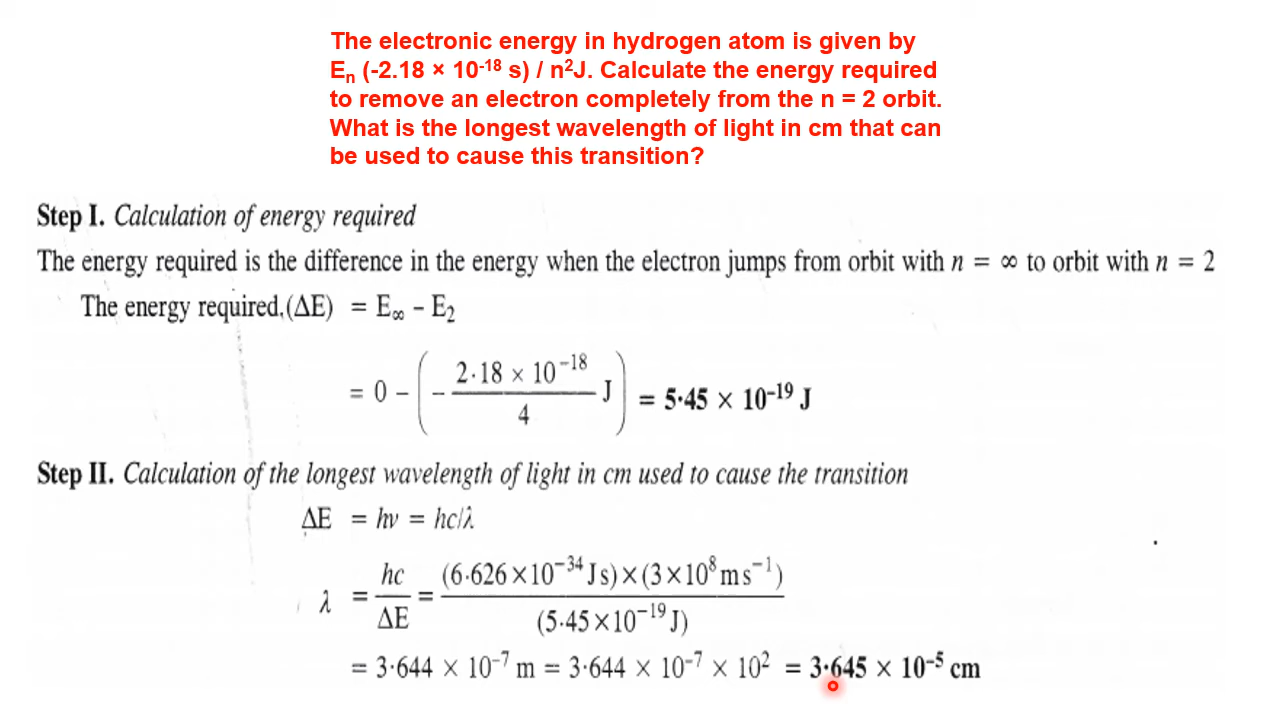 The electronic energy in hydrogen atom is given by
Eₙ (-2.18 × 10⁻¹⁸ s) / n²J. Calculate the energy required
to remove an electron completely from the n = 2 orbit.
What is the longest wavelength of light in cm that can
be used to cause this transition?
Step I. Calculation of energy required
The energy required is the difference in the energy when the electron jumps from orbit with n = ∞ to orbit with n = 2
The energy required,(ΔE) = E∞ – E₂
= 0 – (– 2·18 × 10⁻¹⁸ / 4 J) = 5·45 × 10⁻¹⁹ J
Step II. Calculation of the longest wavelength of light in cm used to cause the transition
ΔE = hν = hc/λ
λ = hc / ΔE = (6·626×10⁻³⁴ Js)×(3×10⁸ms⁻¹) / (5·45×10⁻¹⁹ J)
= 3·644 × 10⁻⁷ m = 3·644 × 10⁻⁷ × 10² = 3·645 × 10⁻⁵ cm